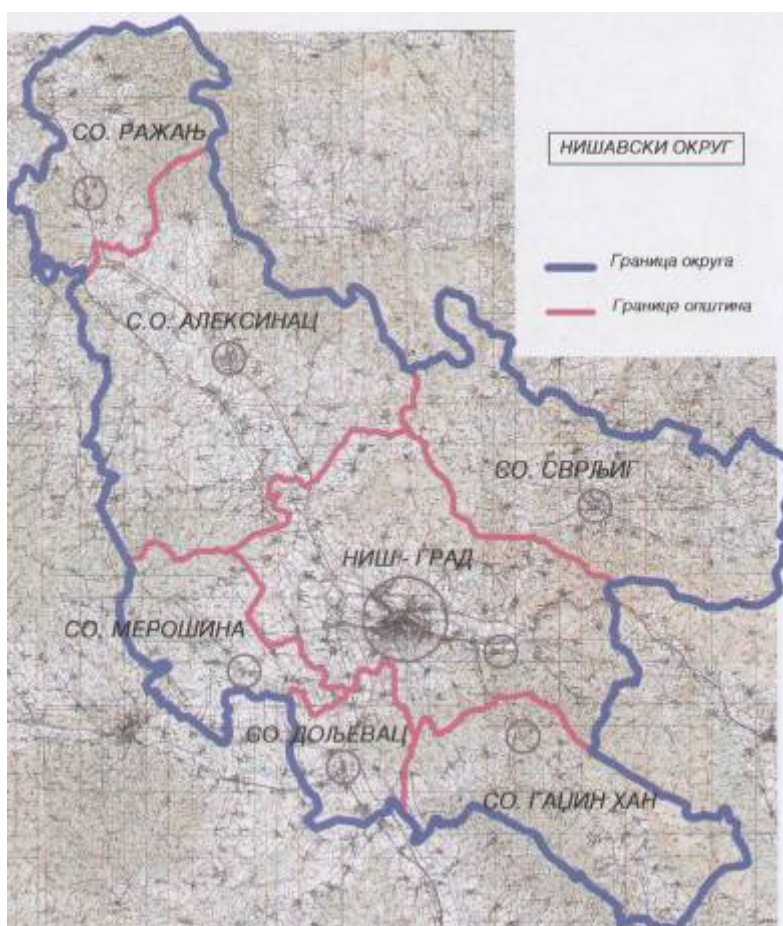 СО. РАЖАЊ
НИШАВСКИ ОКРУГ
Граница округа
Границе општина
С.О. АЛЕКСИНАЦ
СО. СВРЉИГ
НИШ - ГРАД
СО. МЕРОШИНА
СО. ДОЉЕВАЦ
СО. ГАЏИН ХАН